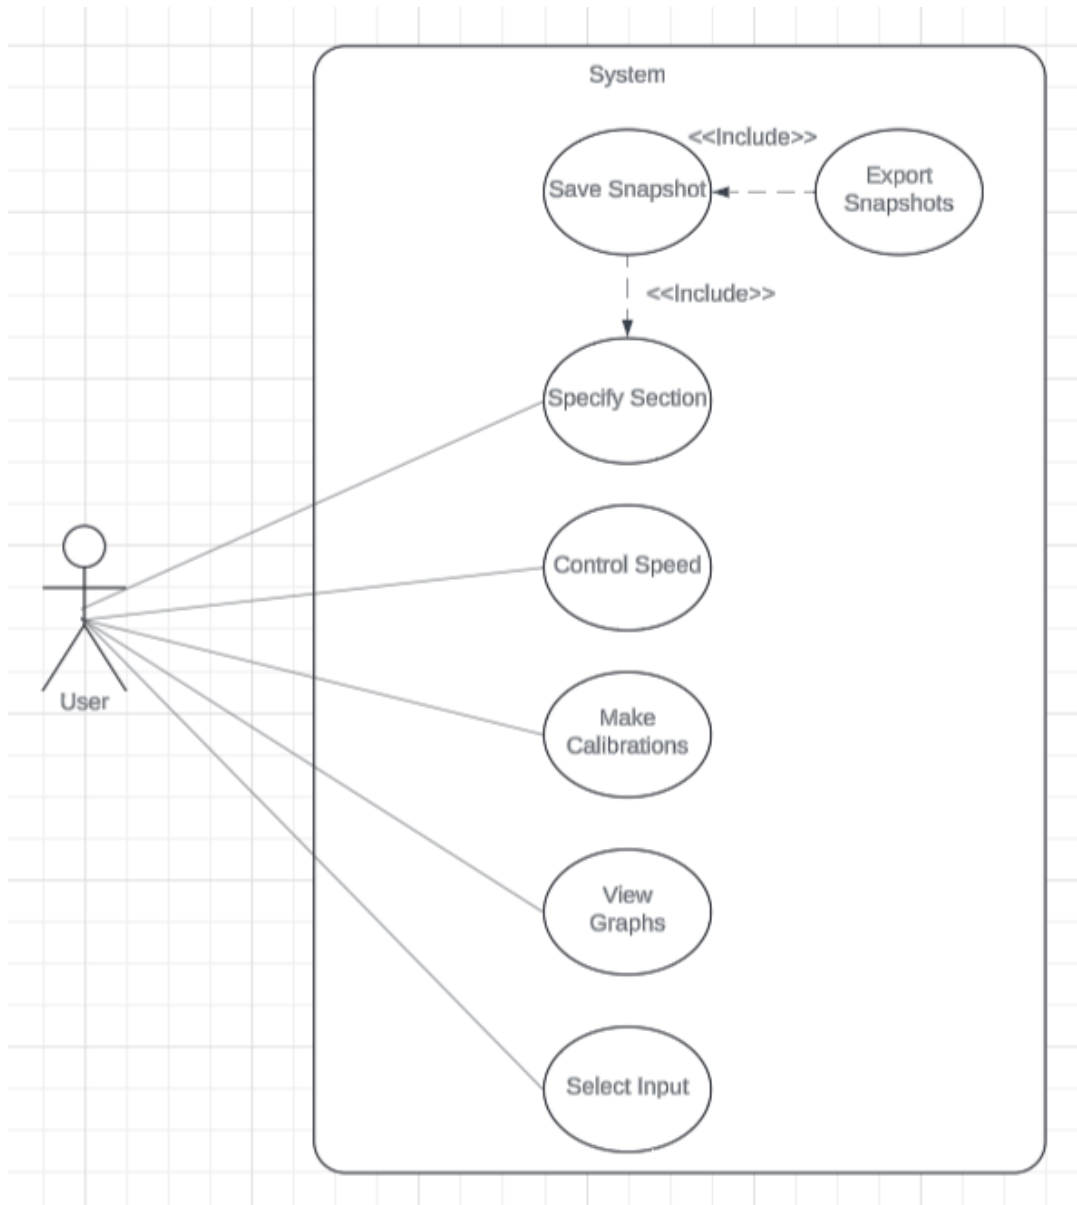 System
<<Include>>
Save Snapshot
Export
Snapshots
<<Include>>
Specify Section
Control Speed
User
Make
Calibrations
View
Graphs
Select Input